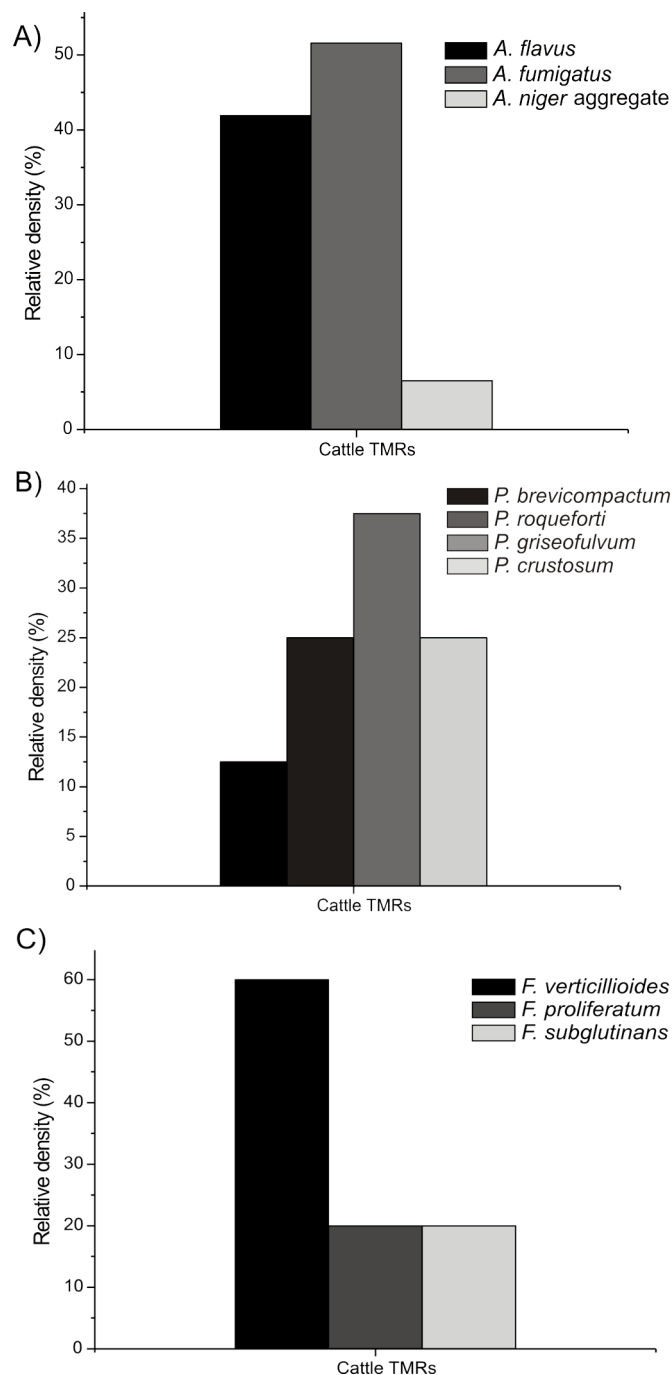 A)
Relative density (%)
50
40
30
20
10
0
A. flavus
A. fumigatus
A. niger aggregate
Cattle TMRs
B)
Relative density (%)
40
35
30
25
20
15
10
5
0
P. brevicompactum
P. roqueforti
P. griseofulvum
P. crustosum
Cattle TMRs
C)
Relative density (%)
60
50
40
30
20
10
0
F. verticillioides
F. proliferatum
F. subglutinans
Cattle TMRs